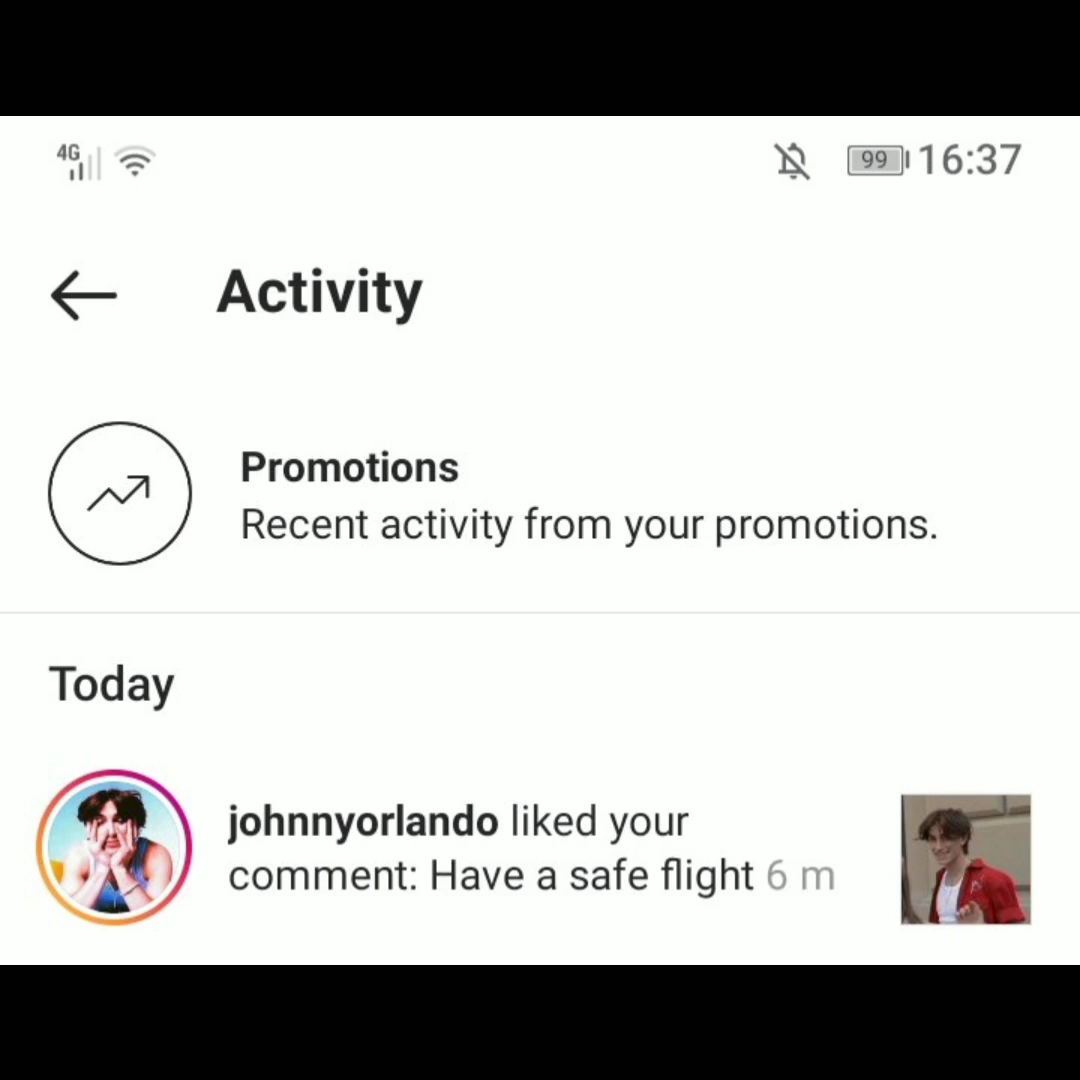 4G 99 16:37
Activity
Promotions
Recent activity from your promotions.
Today
johnnyorlando liked your
comment: Have a safe flight 6 m